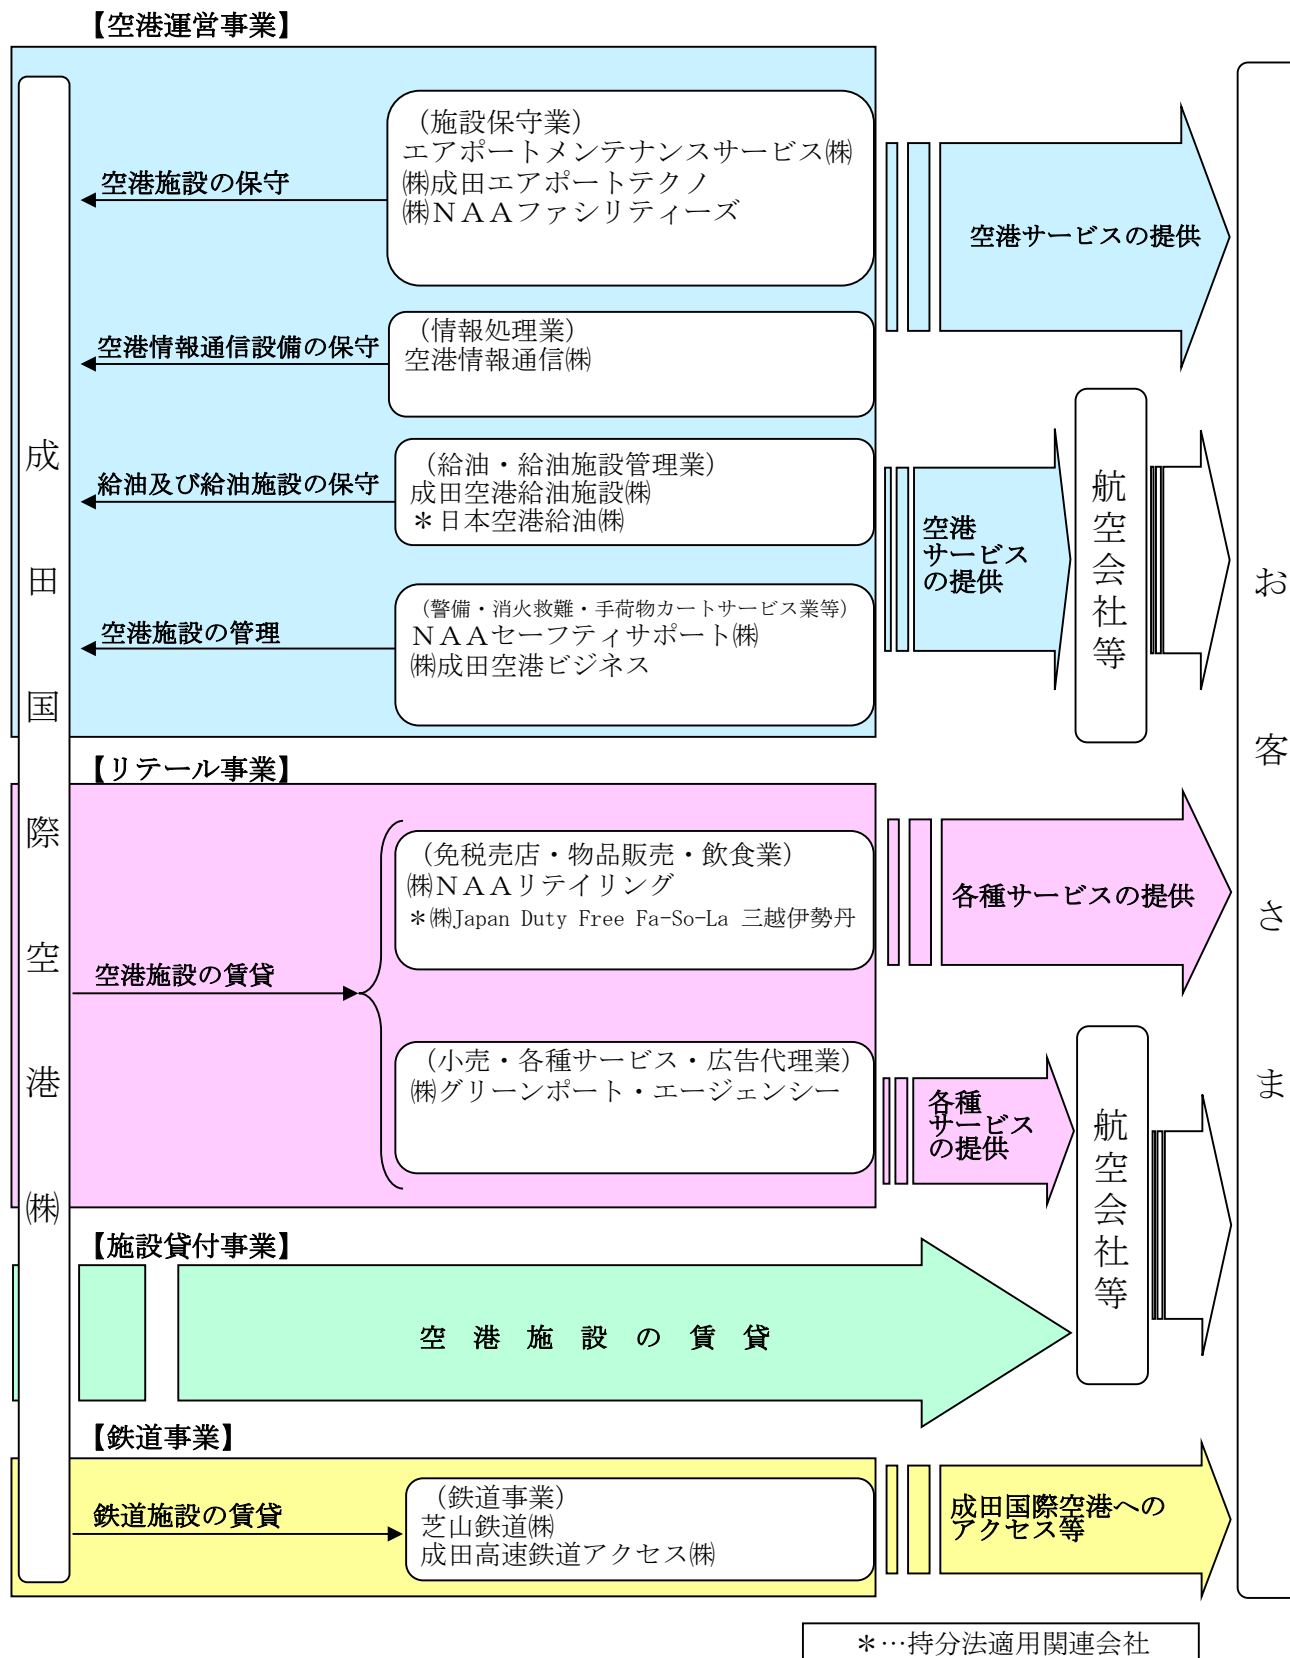 【空港運営事業】
成田国際空港㈱
空港施設の保守
（施設保守業）
エアポートメンテナンスサービス㈱
㈱成田エアポートテクノ
㈱ＮＡＡファシリティーズ
空港サービスの提供
空港情報通信設備の保守
（情報処理業）
空港情報通信㈱
給油及び給油施設の保守
（給油・給油施設管理業）
成田空港給油施設㈱
＊日本空港給油㈱
空港
サービス
の提供
航空会社等
お客さま
空港施設の管理
（警備・消火救難・手荷物カートサービス業等）
ＮＡＡセーフティサポート㈱
㈱成田空港ビジネス
【リテール事業】
（免税売店・物品販売・飲食業）
㈱ＮＡＡリテイリング
＊㈱Japan Duty Free Fa-So-La 三越伊勢丹
各種サービスの提供
空港施設の賃貸
（小売・各種サービス・広告代理業）
㈱グリーンポート・エージェンシー
各種
サービス
の提供
航空会社等
【施設貸付事業】
空港施設の賃貸
【鉄道事業】
鉄道施設の賃貸
（鉄道事業）
芝山鉄道㈱
成田高速鉄道アクセス㈱
成田国際空港への
アクセス等
＊…持分法適用関連会社